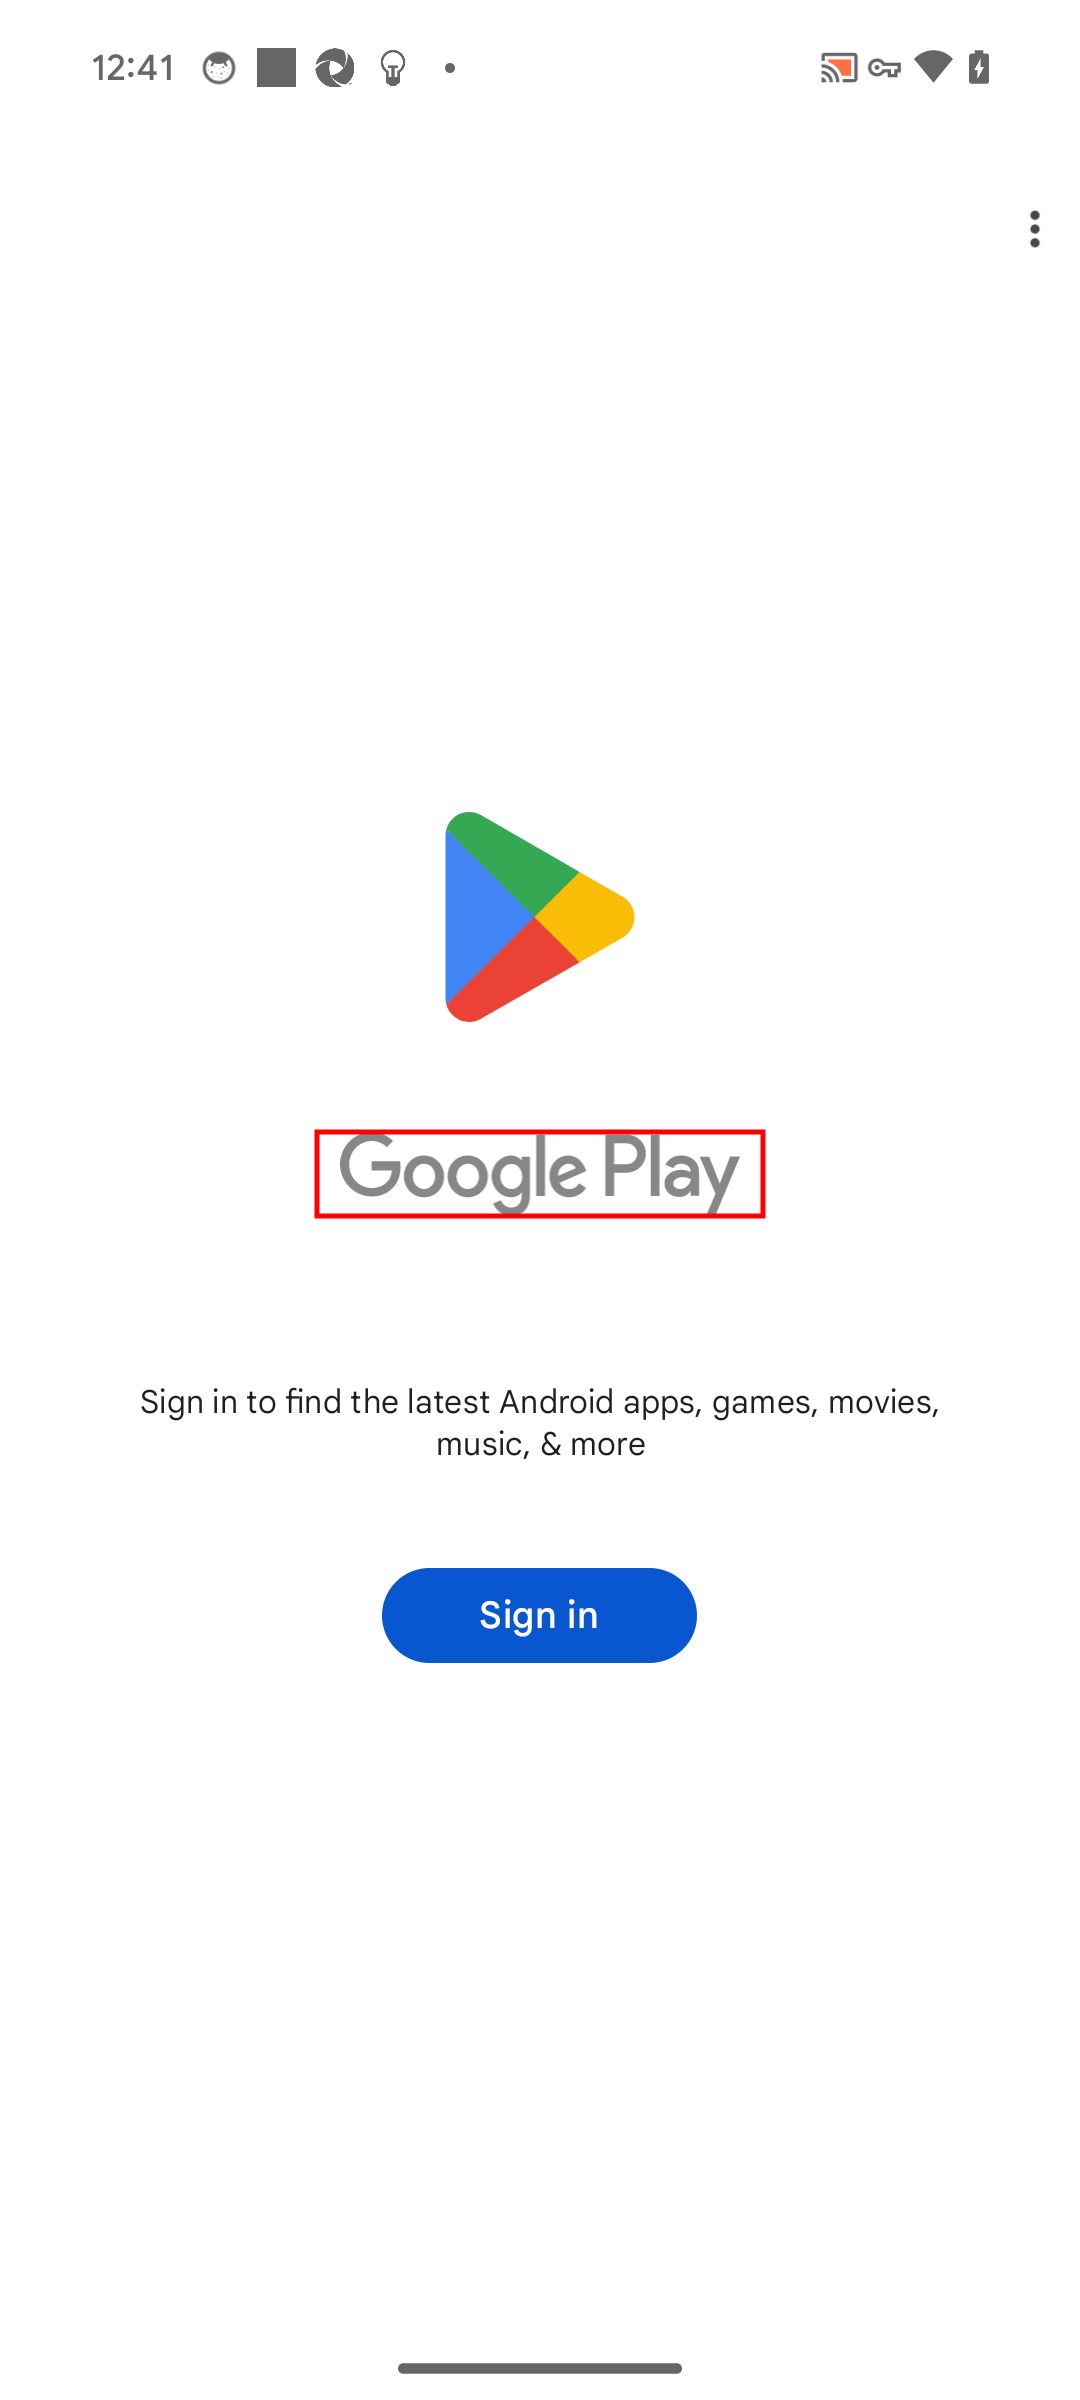 12:41
Google Play
Sign in to find the latest Android apps, games, movies,
music, & more
Sign in